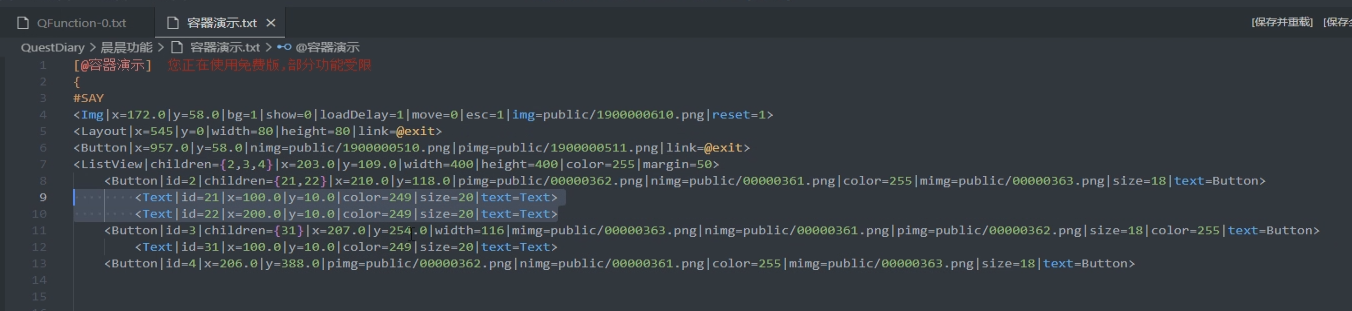 QFunction-0.txt 容器演示.txt × [保存并重载] [保存
QuestDiary > 晨晨功能 > 容器演示.txt > @容器演示
1 [@容器演示] 您正在使用免费版,部分功能受限
2 {
3 #SAY
4 <Img|x=172.0|y=58.0|bg=1|show=0|loadDelay=1|move=0|esc=1|img=public/1900000610.png|reset=1>
5 <Layout|x=545|y=0|width=80|height=80|link=@exit>
6 <Button|x=957.0|y=58.0|nimg=public/1900000510.png|pimg=public/1900000511.png|link=@exit>
7 <ListView|children={2,3,4}|x=203.0|y=109.0|width=400|height=400|color=255|margin=50>
8 <Button|id=2|children={21,22}|x=210.0|y=118.0|pimg=public/00000362.png|nimg=public/00000361.png|color=255|mimg=public/00000363.png|size=18|text=Button>
9 <Text|id=21|x=100.0|y=10.0|color=249|size=20|text=Text>
10 <Text|id=22|x=200.0|y=10.0|color=249|size=20|text=Text>
11 <Button|id=3|children={31}|x=207.0|y=254.0|width=116|mimg=public/00000363.png|nimg=public/00000361.png|pimg=public/00000362.png|size=18|color=255|text=Button>
12 <Text|id=31|x=100.0|y=10.0|color=249|size=20|text=Text>
13 <Button|id=4|x=206.0|y=388.0|pimg=public/00000362.png|nimg=public/00000361.png|color=255|mimg=public/00000363.png|size=18|text=Button>
14
15